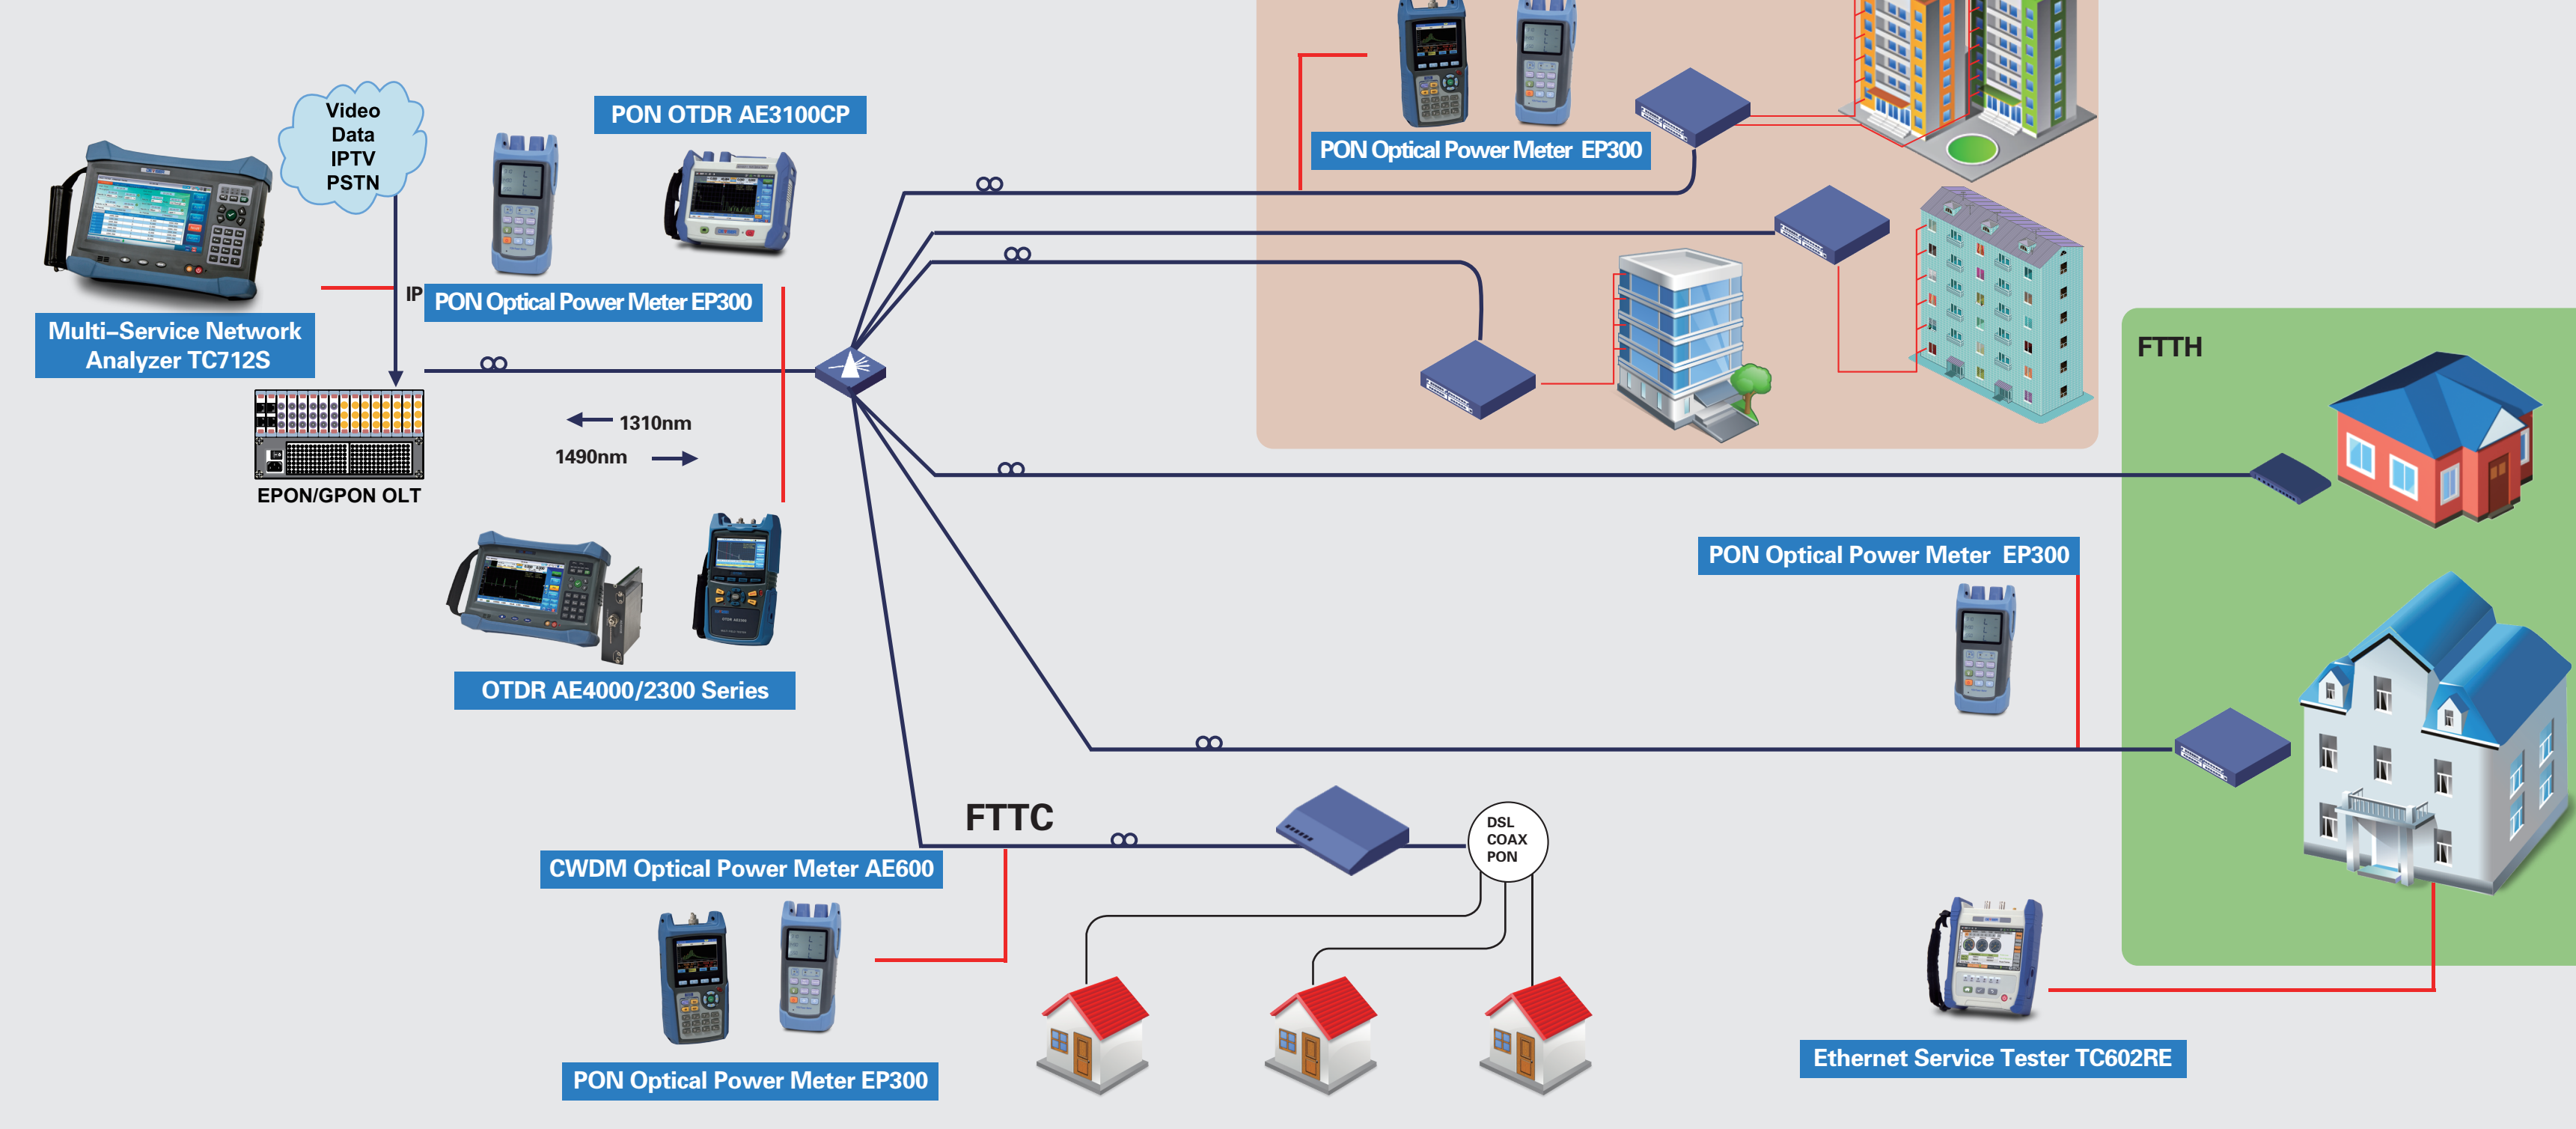 Video
Data
IPTV
PSTN
PON OTDR AE3100CP
PON Optical Power Meter EP300
IP
PON Optical Power Meter EP300
Multi-Service Network
Analyzer TC712S
FTTH
1310nm
1490nm
EPON/GPON OLT
PON Optical Power Meter EP300
OTDR AE4000/2300 Series
FTTC
DSL
COAX
PON
CWDM Optical Power Meter AE600
PON Optical Power Meter EP300
Ethernet Service Tester TC602RE